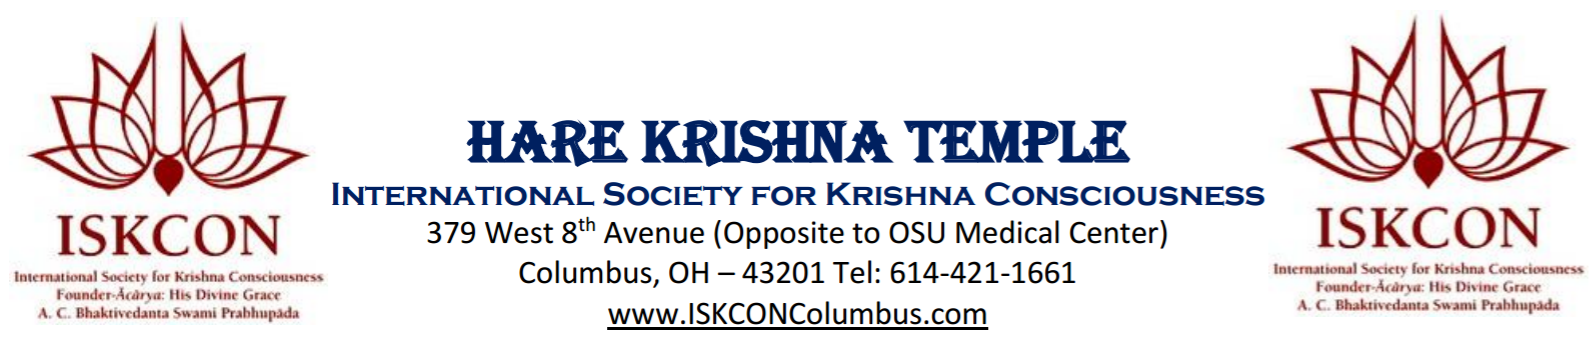 ISKCON
International Society for Krishna Consciousness
Founder-Ācārya: His Divine Grace
A. C. Bhaktivedanta Swami Prabhupāda
HARE KRISHNA TEMPLE
INTERNATIONAL SOCIETY FOR KRISHNA CONSCIOUSNESS
379 West 8th Avenue (Opposite to OSU Medical Center)
Columbus, OH – 43201 Tel: 614-421-1661
www.ISKCONColumbus.com
ISKCON
International Society for Krishna Consciousness
Founder-Ācārya: His Divine Grace
A. C. Bhaktivedanta Swami Prabhupāda